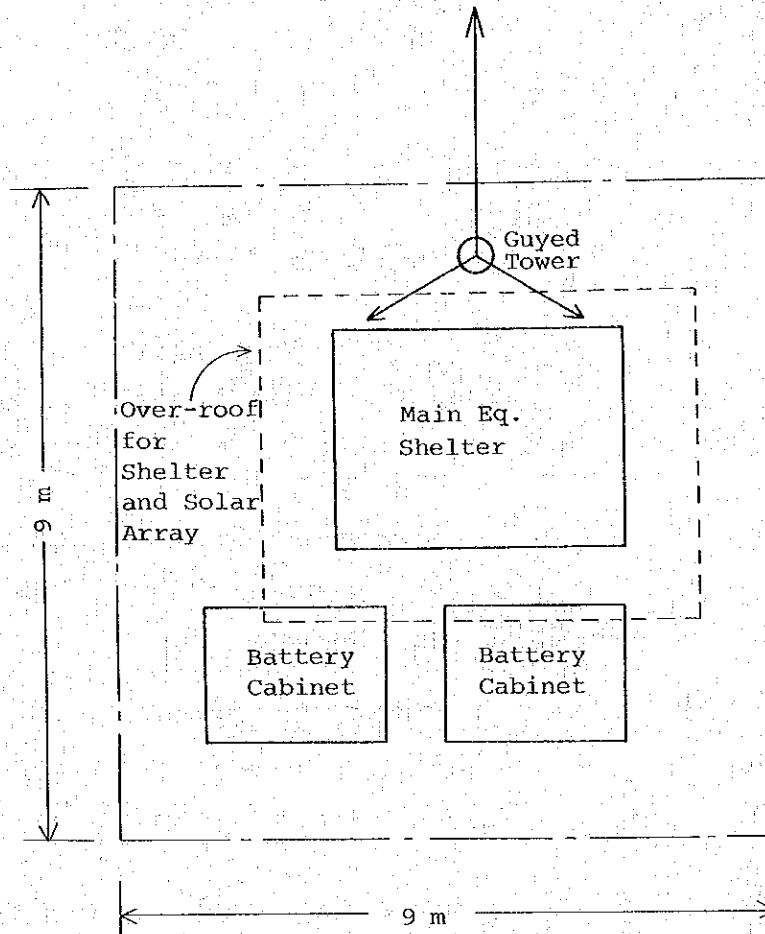 Guyed
Tower
Over-roof
for
Shelter
and Solar
Array
Main Eq.
Shelter
9 m
Battery
Cabinet
Battery
Cabinet
9 m